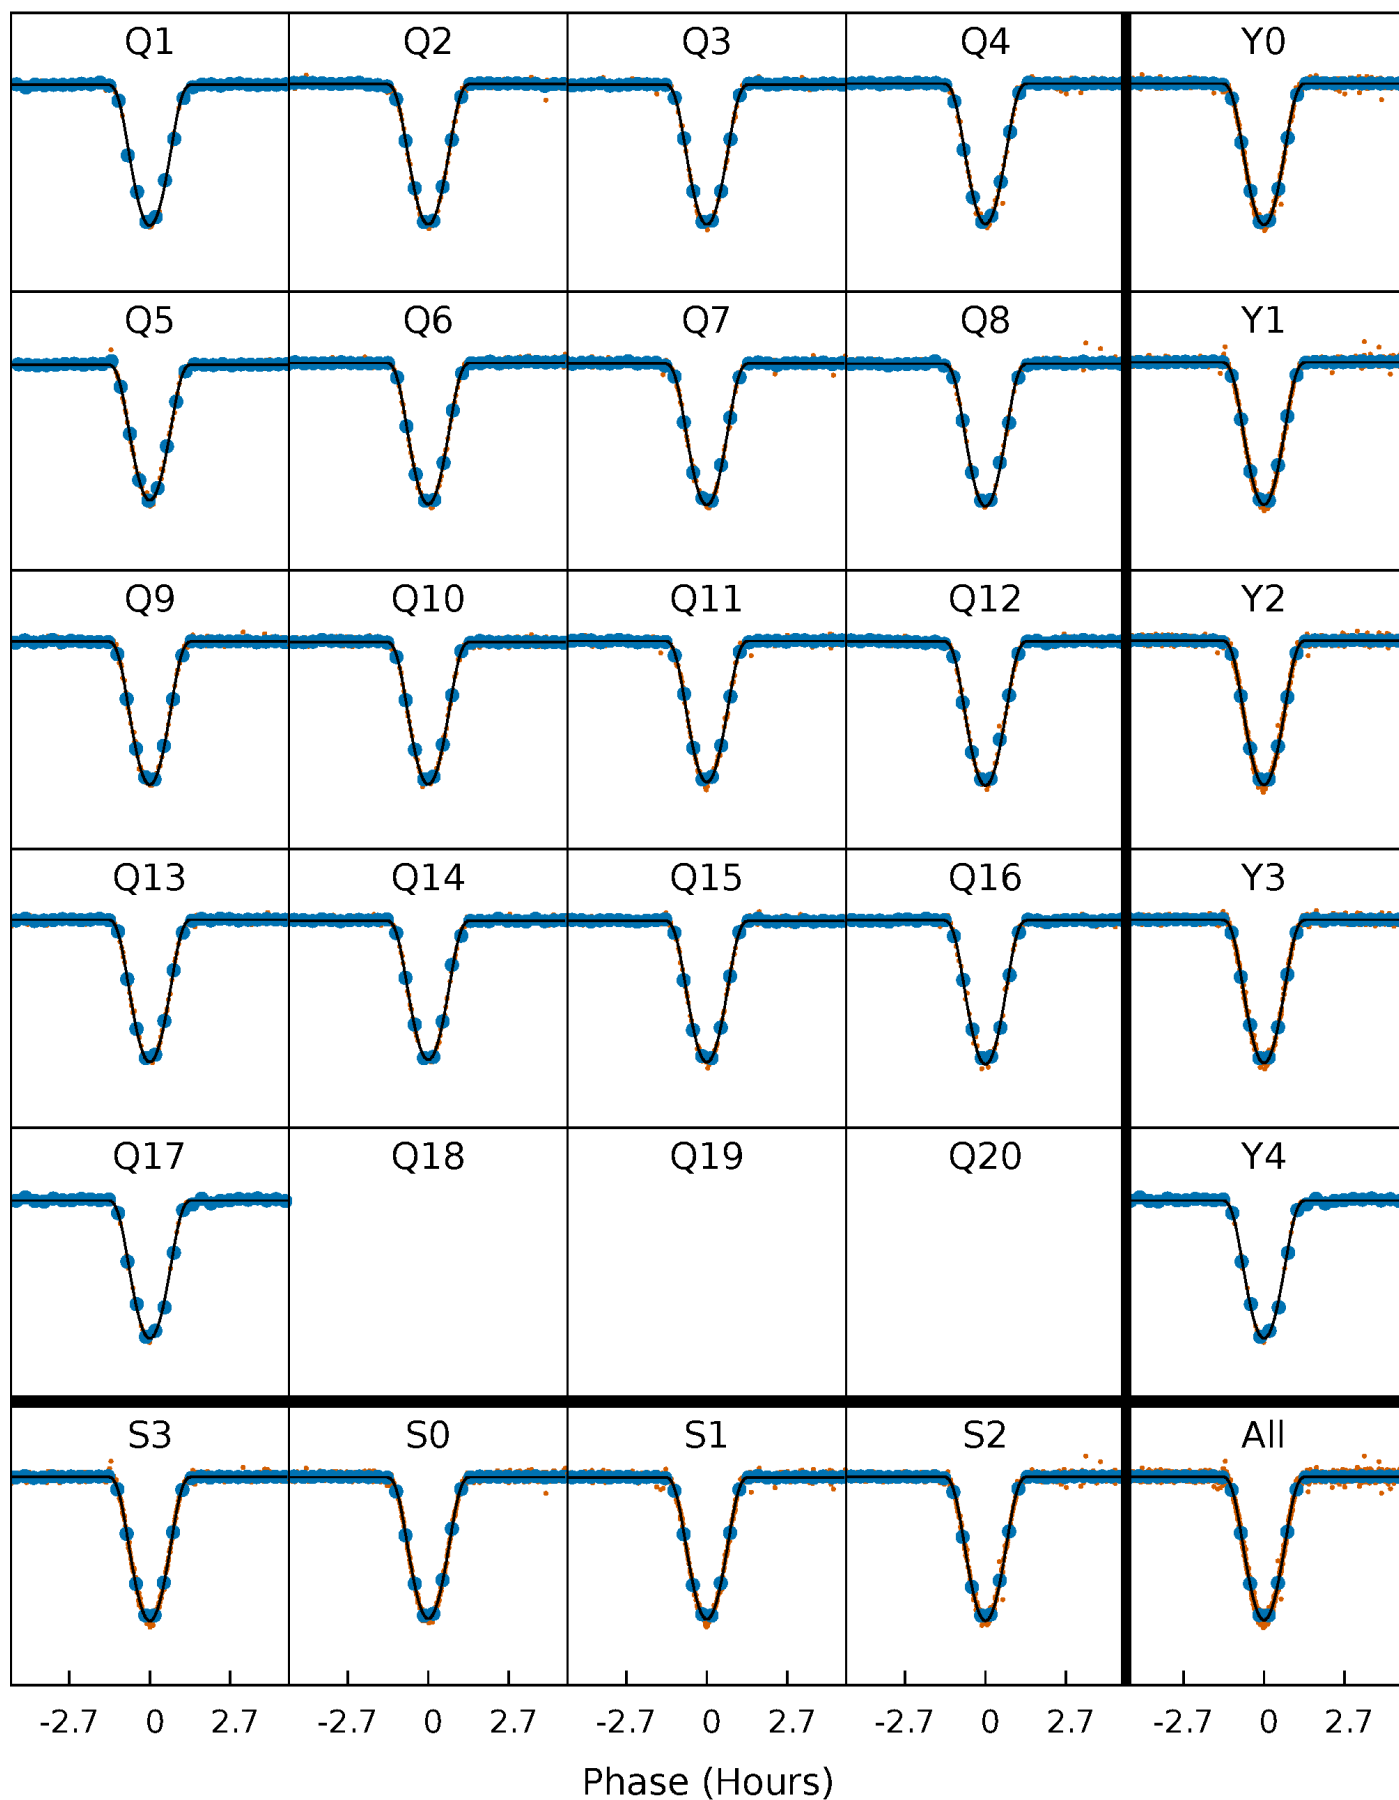 Q1 Q2 Q3 Q4 Y0
Q5 Q6 Q7 Q8 Y1
Q9 Q10 Q11 Q12 Y2
Q13 Q14 Q15 Q16 Y3
Q17 Q18 Q19 Q20 Y4
S3 S0 S1 S2 All
-2.7 0 2.7 -2.7 0 2.7 -2.7 0 2.7 -2.7 0 2.7 -2.7 0 2.7
Phase (Hours)